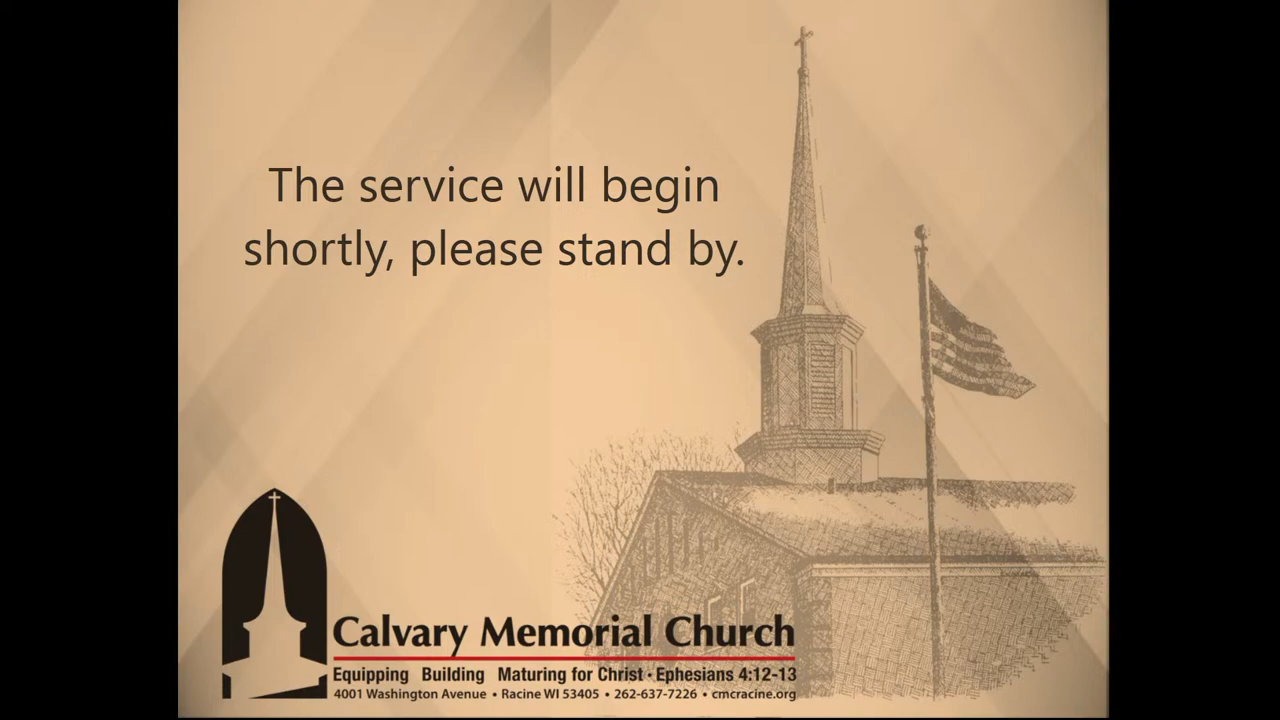 The service will begin
shortly, please stand by.
Calvary Memorial Church
Equipping Building Maturing for Christ · Ephesians 4:12-13
4001 Washington Avenue • Racine WI 53405 • 262-637-7226 • cmcracine.org